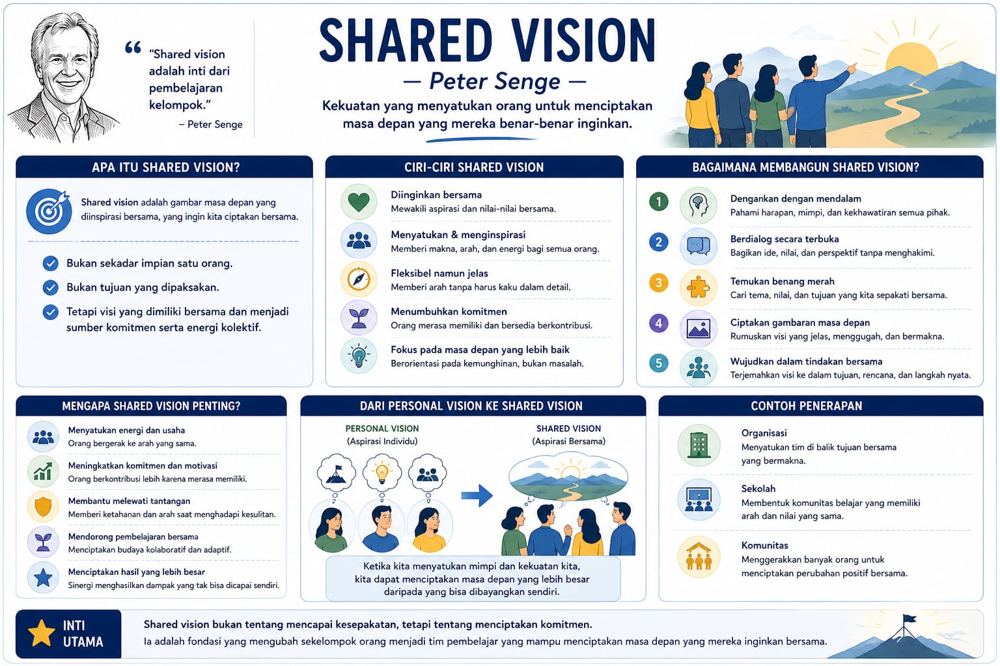 “
“Shared vision
adalah inti dari
pembelajaran
kelompok.”
– Peter Senge
SHARED VISION
— Peter Senge —
Kekuatan yang menyatukan orang untuk menciptakan
masa depan yang mereka benar-benar inginkan.
APA ITU SHARED VISION?
Shared vision adalah gambar masa depan yang
diinspirasi bersama, yang ingin kita ciptakan bersama.
Bukan sekadar impian satu orang.
Bukan tujuan yang dipaksakan.
Tetapi visi yang dimiliki bersama dan menjadi
sumber komitmen serta energi kolektif.
CIRI-CIRI SHARED VISION
Diinginkan bersama
Mewakili aspirasi dan nilai-nilai bersama.
Menyatukan & menginspirasi
Memberi makna, arah, dan energi bagi semua orang.
Fleksibel namun jelas
Memberi arah tanpa harus kaku dalam detail.
Menumbuhkan komitmen
Orang merasa memiliki dan bersedia berkontribusi.
Fokus pada masa depan yang lebih baik
Berorientasi pada kemunghinan, bukan masalah.
BAGAIMANA MEMBANGUN SHARED VISION?
1
Dengankan dengan mendalam
Pahami harapan, mimpi, dan kekhawatiran semua pihak.
2
Berdialog secara terbuka
Bagikan ide, nilai, dan perspektif tanpa menghakimi.
3
Temukan benang merah
Cari tema, nilai, dan tujuan yang kita sepakati bersama.
4
Ciptakan gambaran masa depan
Rumuskan visi yang jelas, menggugah, dan bermakna.
5
Wujudkan dalam tindakan bersama
Terjemahkan visi ke dalam tujuan, rencana, dan langkah nyata.
MENGAPA SHARED VISION PENTING?
Menyatukan energi dan usaha
Orang bergerak ke arah yang sama.
Meningkatkan komitmen dan motivasi
Orang berkontribusi lebih karena merasa memiliki.
Membantu melewati tantangan
Memberi ketahanan dan arah saat menghadapi kesulitan.
Mendorong pembelajaran bersama
Menciptakan budaya kolaboratif dan adaptif.
Menciptakan hasil yang lebih besar
Sinergi menghasilkan dampak yang tak bisa dicapai sendiri.
DARI PERSONAL VISION KE SHARED VISION
PERSONAL VISION
(Aspirasi Individu)
SHARED VISION
(Aspirasi Bersama)
Ketika kita menyatukan mimpi dan kekuatan kita,
kita dapat menciptakan masa depan yang lebih besar
daripada yang bisa dibayangkan sendiri.
CONTOH PENERAPAN
Organisasi
Menyatukan tim di balik tujuan bersama
yang bermakna.
Sekolah
Membentuk komunitas belajar yang memiliki
arah dan nilai yang sama.
Komunitas
Menggerakkan banyak orang untuk
menciptakan perubahan positif bersama.
INTI
UTAMA
Shared vision bukan tentang mencapai kesepakatan, tetapi tentang menciptakan komitmen.
Ia adalah fondasi yang mengubah sekelompok orang menjadi tim pembelajar yang mampu menciptakan masa depan yang mereka inginkan bersama.